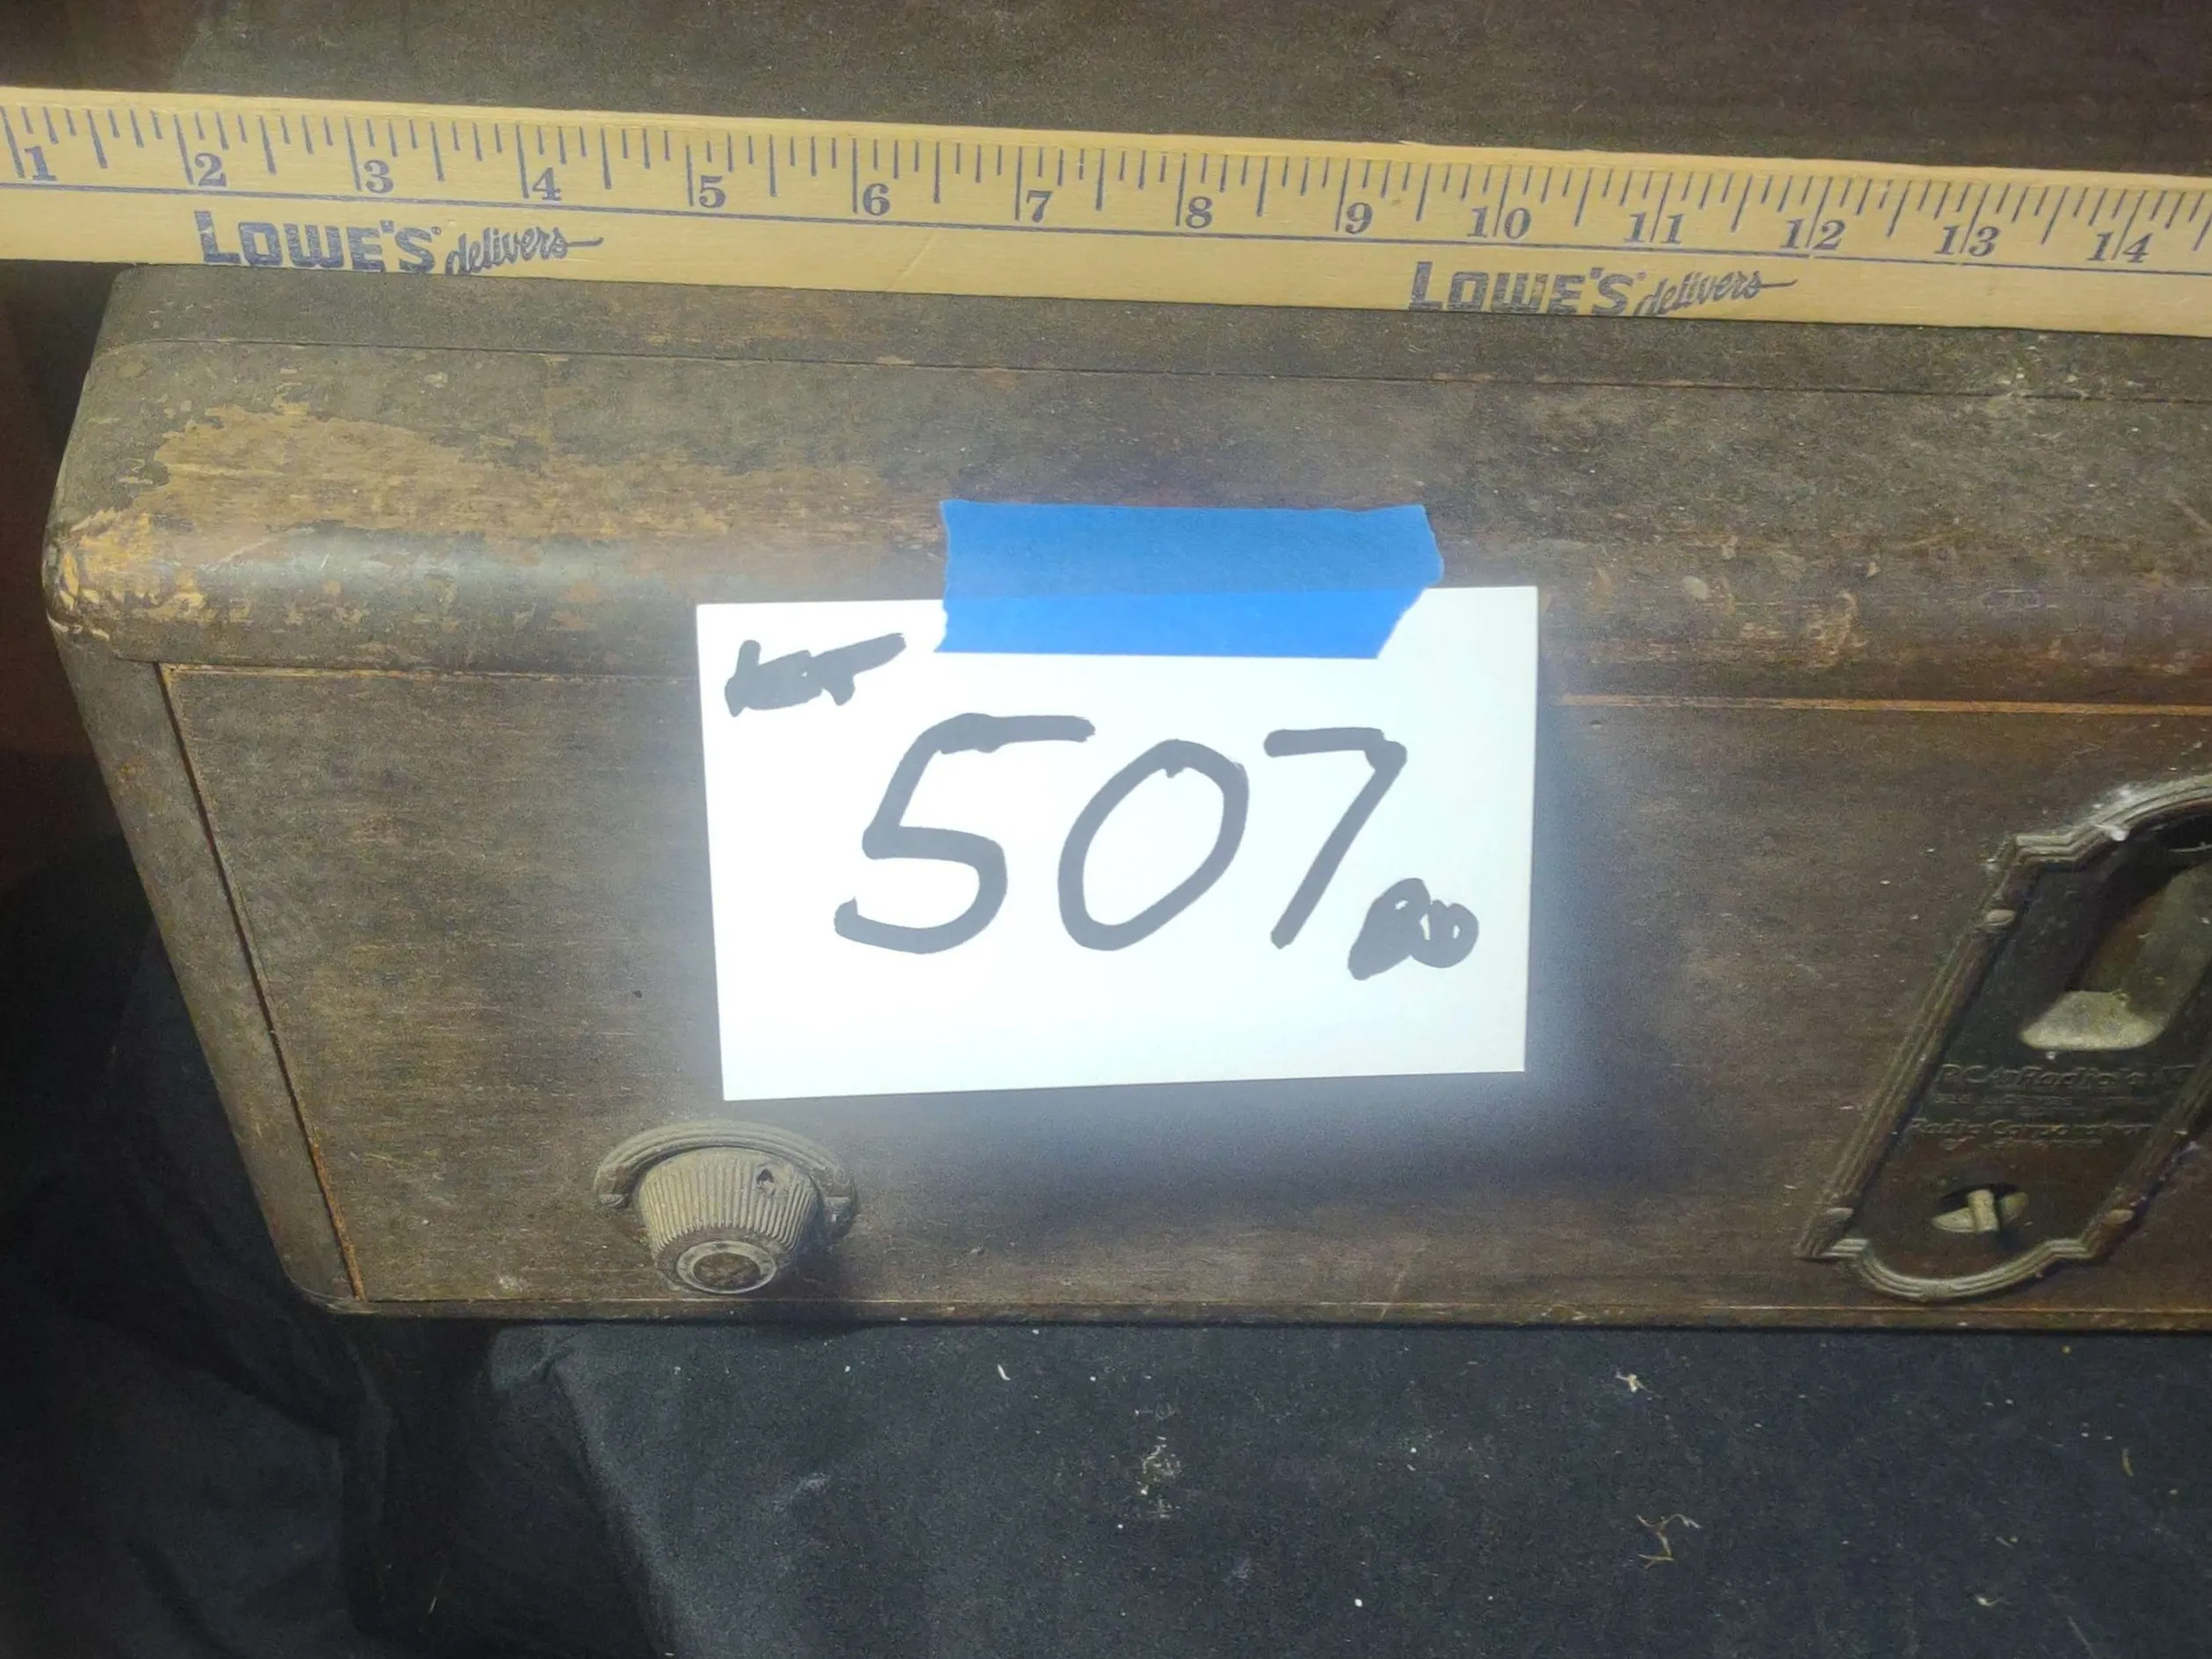 1 2 3 4 5 6 7 8 9 10 11 12 13 14
LOWE'S delivers LOWE'S delivers
507
RCA Radiola
Radio Corporation